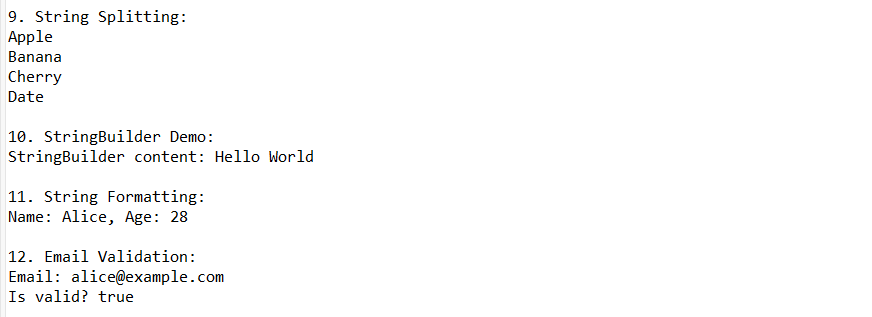 9. String Splitting:
Apple
Banana
Cherry
Date
10. StringBuilder Demo:
StringBuilder content: Hello World
11. String Formatting:
Name: Alice, Age: 28
12. Email Validation:
Email: alice@example.com
Is valid? true